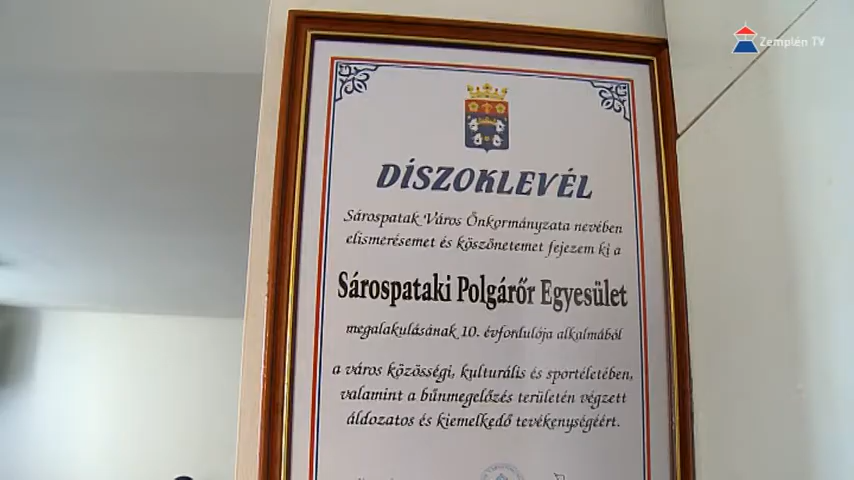 Zemplén TV
DÍSZOKLEVÉL
Sárospatak Város Önkormányzata nevében
elismerésemet és köszönetemet fejezem ki a
Sárospataki Polgárőr Egyesület
megalakulásának 10. évfordulója alkalmából
a város közösségi, kulturális és sportéletében,
valamint a bűnmegelőzés területén végzett
áldozatos és kiemelkedő tevékenységéért.